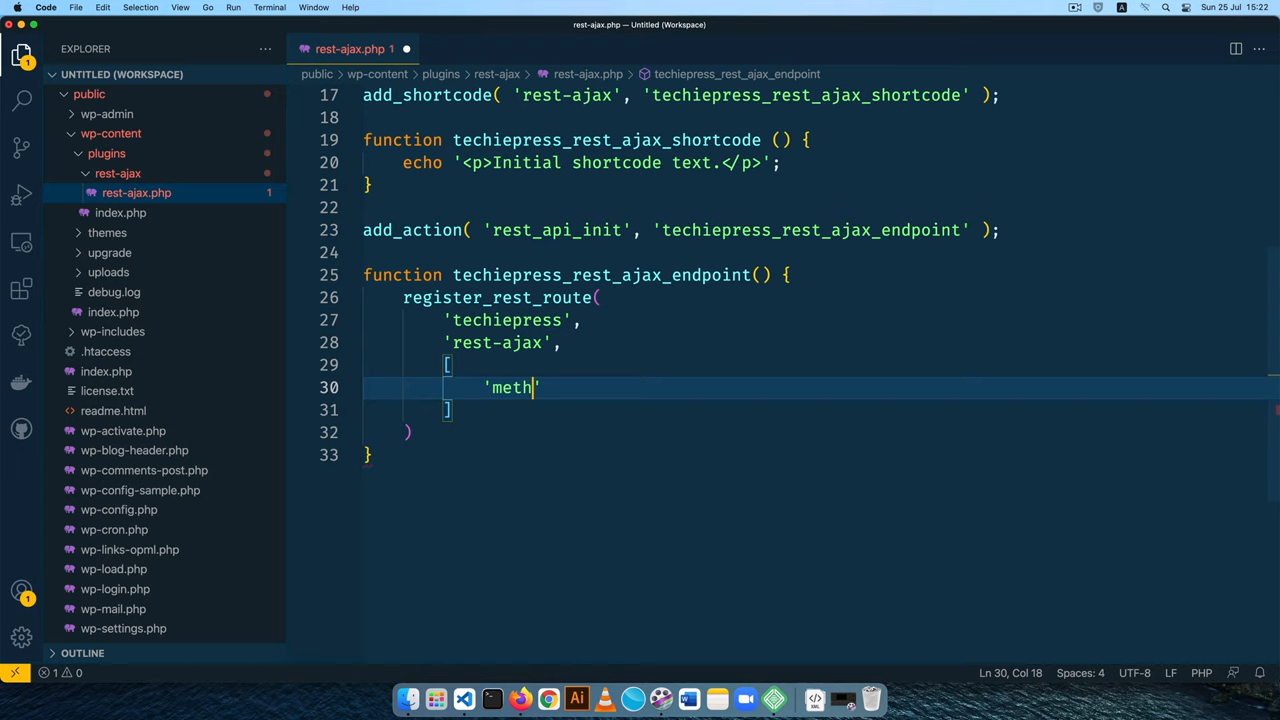 Code File Edit Selection View Go Run Terminal Window Help
A Sun 25 Jul 15:22
rest-ajax.php — Untitled (Workspace)
EXPLORER
rest-ajax.php 1
UNTITLED (WORKSPACE)
public > wp-content > plugins > rest-ajax > rest-ajax.php > techiepress_rest_ajax_endpoint
public
wp-admin
wp-content
plugins
rest-ajax
rest-ajax.php 1
index.php
themes
upgrade
uploads
debug.log
index.php
wp-includes
.htaccess
index.php
license.txt
readme.html
wp-activate.php
wp-blog-header.php
wp-comments-post.php
wp-config-sample.php
wp-config.php
wp-cron.php
wp-links-opml.php
wp-load.php
wp-login.php
wp-mail.php
wp-settings.php
OUTLINE
1
1
17 add_shortcode( 'rest-ajax', 'techiepress_rest_ajax_shortcode' );
18
19 function techiepress_rest_ajax_shortcode () {
20 echo '<p>Initial shortcode text.</p>';
21 }
22
23 add_action( 'rest_api_init', 'techiepress_rest_ajax_endpoint' );
24
25 function techiepress_rest_ajax_endpoint() {
26 register_rest_route(
27 'techiepress',
28 'rest-ajax',
29 [
30 'meth'
31 ]
32 )
33 }
1 0
Ln 30, Col 18 Spaces: 4 UTF-8 LF PHP
Ai
W
XML